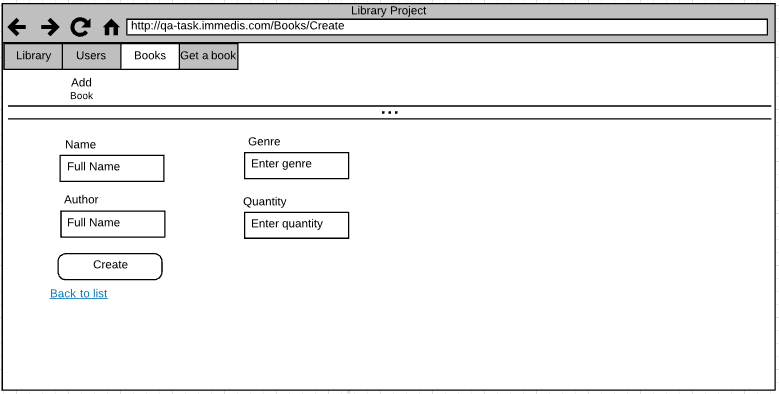 Library Project
http://qa-task.immedis.com/Books/Create
Library Users Books Get a book
Add
Book
...
Name Genre
Full Name Enter genre
Author Quantity
Full Name Enter quantity
Create
Back to list